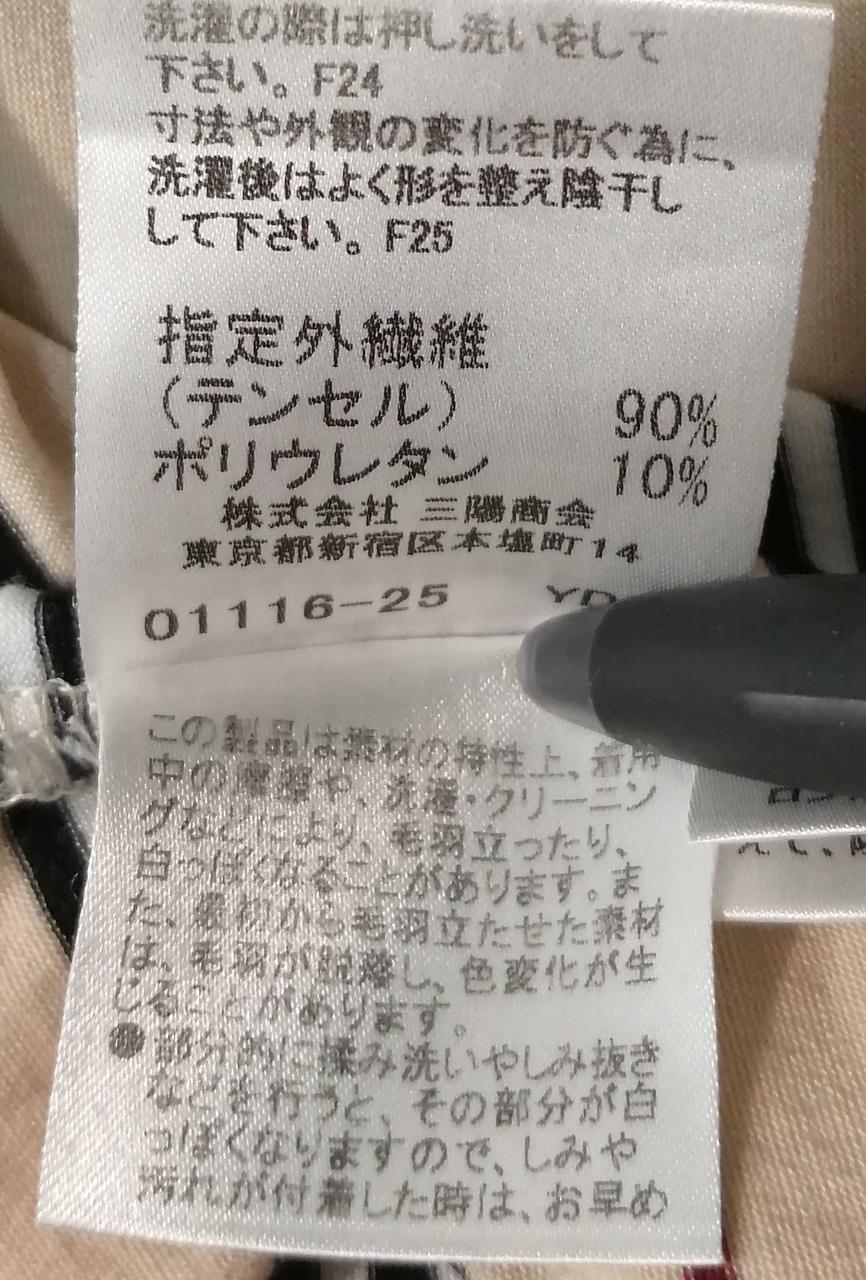 洗濯の際は押し洗いをして
下さい。F24
寸法や外観の変化を防ぐ為に、
洗濯後はよく形を整え陰干し
して下さい。F25
指定外繊維
(テンセル) 90%
ポリウレタン 10%
株式会社 三陽商会
東京都新宿区本塩町14
01116-25 YD
この製品は素材の特性上、着用
中の摩擦や、洗濯・クリーニン
グなどにより、毛羽立ったり、
白っぽくなることがあります。ま
た、最初から毛羽立たせた素材
は、毛羽が脱落し、色変化が生
じることがあります。
●部分的に揉み洗いやしみ抜き
などを行うと、その部分が白
っぽくなりますので、しみや
汚れが付着した時は、お早め